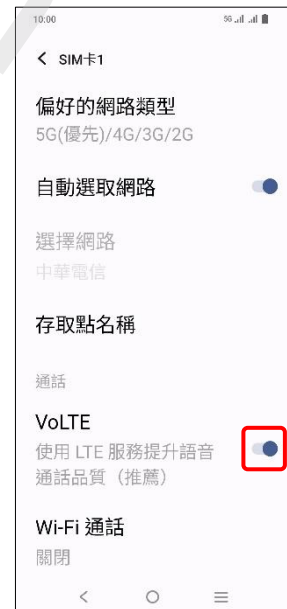 10:00 5G
SIM卡1
偏好的網路類型
5G(優先)/4G/3G/2G
自動選取網路
選擇網路
中華電信
存取點名稱
通話
VoLTE
使用 LTE 服務提升語音
通話品質（推薦）
Wi-Fi 通話
關閉